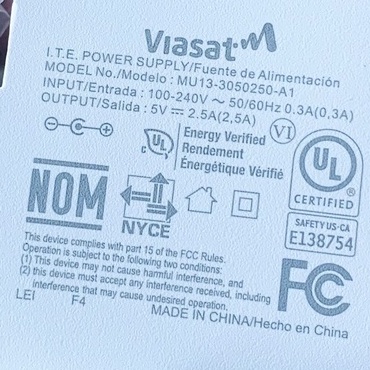 Viasat
I.T.E. POWER SUPPLY/Fuente de Alimentación
MODEL No./Modelo : MU13-3050250-A1
INPUT/Entrada : 100-240V ~ 50/60Hz 0.3A(0,3A)
OUTPUT/Salida : 5V ⎓ 2.5A(2,5A)
UL
Energy Verified
Rendement
Énergétique Vérifié
VI
UL
CERTIFIED
SAFETY US-CA
E138754
NOM
NYCE
This device complies with part 15 of the FCC Rules.
Operation is subject to the following two conditions:
(1) This device may not cause harmful interference, and
(2) this device must accept any interference received, including
interference that may cause undesired operation.
FC
LEI F4
MADE IN CHINA/Hecho en China